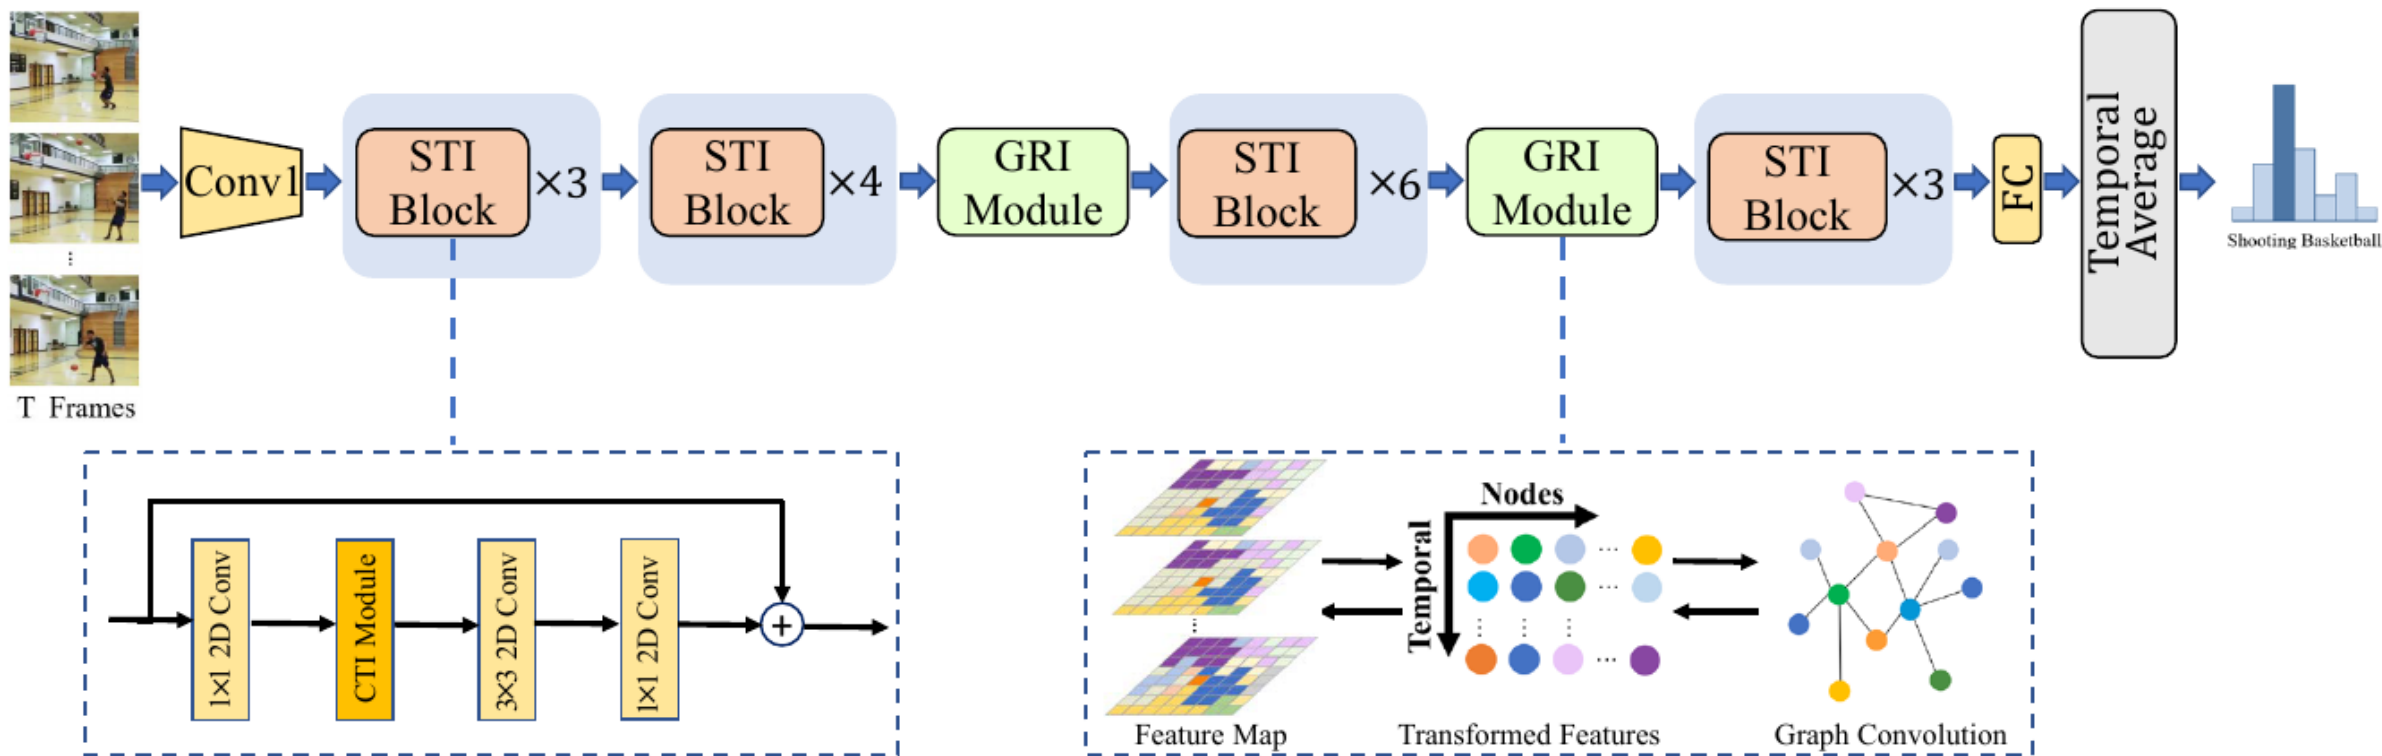 T Frames
Conv1
STI
Block
×3
STI
Block
×4
GRI
Module
STI
Block
×6
GRI
Module
STI
Block
×3
FC
Temporal
Average
Shooting Basketball
1×1 2D Conv
CTI Module
3×3 2D Conv
1×1 2D Conv
+
Nodes
Temporal
Feature Map
Transformed Features
Graph Convolution